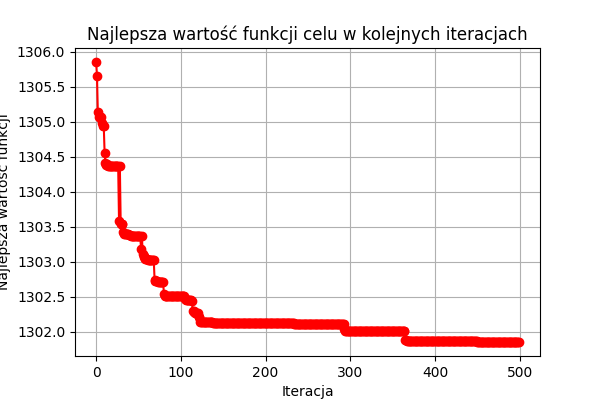 Najlepsza wartość funkcji celu w kolejnych iteracjach
Najlepsza wartość funkcji
1306.0
1305.5
1305.0
1304.5
1304.0
1303.5
1303.0
1302.5
1302.0
0 100 200 300 400 500
Iteracja